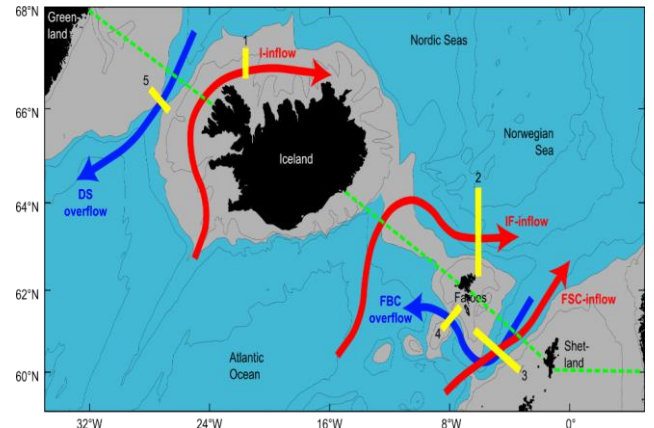 68°N
66°N
64°N
62°N
60°N
32°W
24°W
16°W
8°W
0°
Green-
land
Nordic Seas
1
I-inflow
5
Norwegian
Sea
Iceland
DS
overflow
2
IF-inflow
Faroes
FBC
overflow
FSC-inflow
4
Atlantic
Ocean
Shet-
land
3